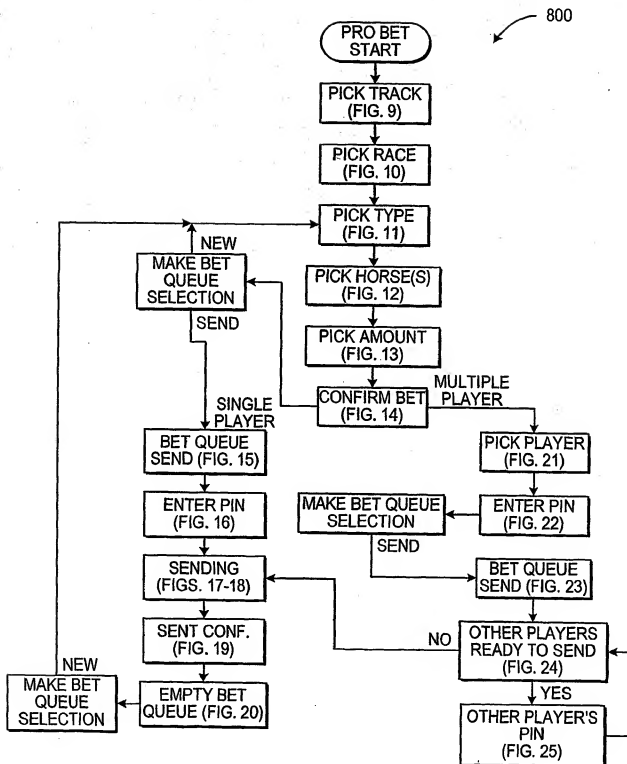 800
PRO BET
START
PICK TRACK
(FIG. 9)
PICK RACE
(FIG. 10)
PICK TYPE
(FIG. 11)
NEW
MAKE BET
QUEUE
SELECTION
PICK HORSE(S)
(FIG. 12)
SEND
PICK AMOUNT
(FIG. 13)
CONFIRM BET
(FIG. 14)
MULTIPLE
PLAYER
SINGLE
PLAYER
BET QUEUE
SEND (FIG. 15)
PICK PLAYER
(FIG. 21)
ENTER PIN
(FIG. 16)
MAKE BET QUEUE
SELECTION
ENTER PIN
(FIG. 22)
SEND
SENDING
(FIGS. 17-18)
BET QUEUE
SEND (FIG. 23)
SENT CONF.
(FIG. 19)
NO
OTHER PLAYERS
READY TO SEND
(FIG. 24)
NEW
MAKE BET
QUEUE
SELECTION
EMPTY BET
QUEUE (FIG. 20)
YES
OTHER PLAYER'S
PIN
(FIG. 25)